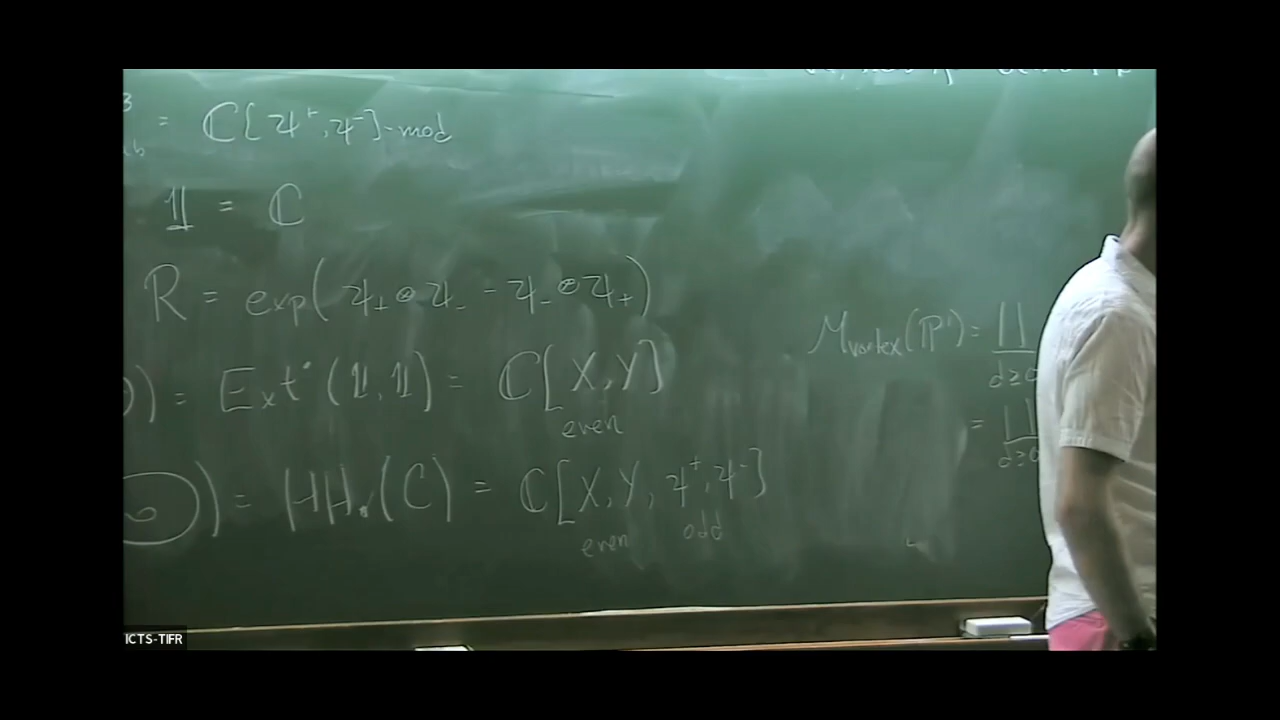 = ℂ[ψ⁺, ψ⁻]-mod
𝟙 = ℂ
R = exp(ψ₊⊗ψ₋ - ψ₋⊗ψ₊)
) = Ext˙(𝟙, 𝟙) = ℂ[X, Y]
even
) = HH.(C) = ℂ[X, Y, ψ⁺, ψ⁻]
even odd
M_vortex(ℙ¹) = ∐
d≥0
= ∐
d≥0
ICTS-TIFR